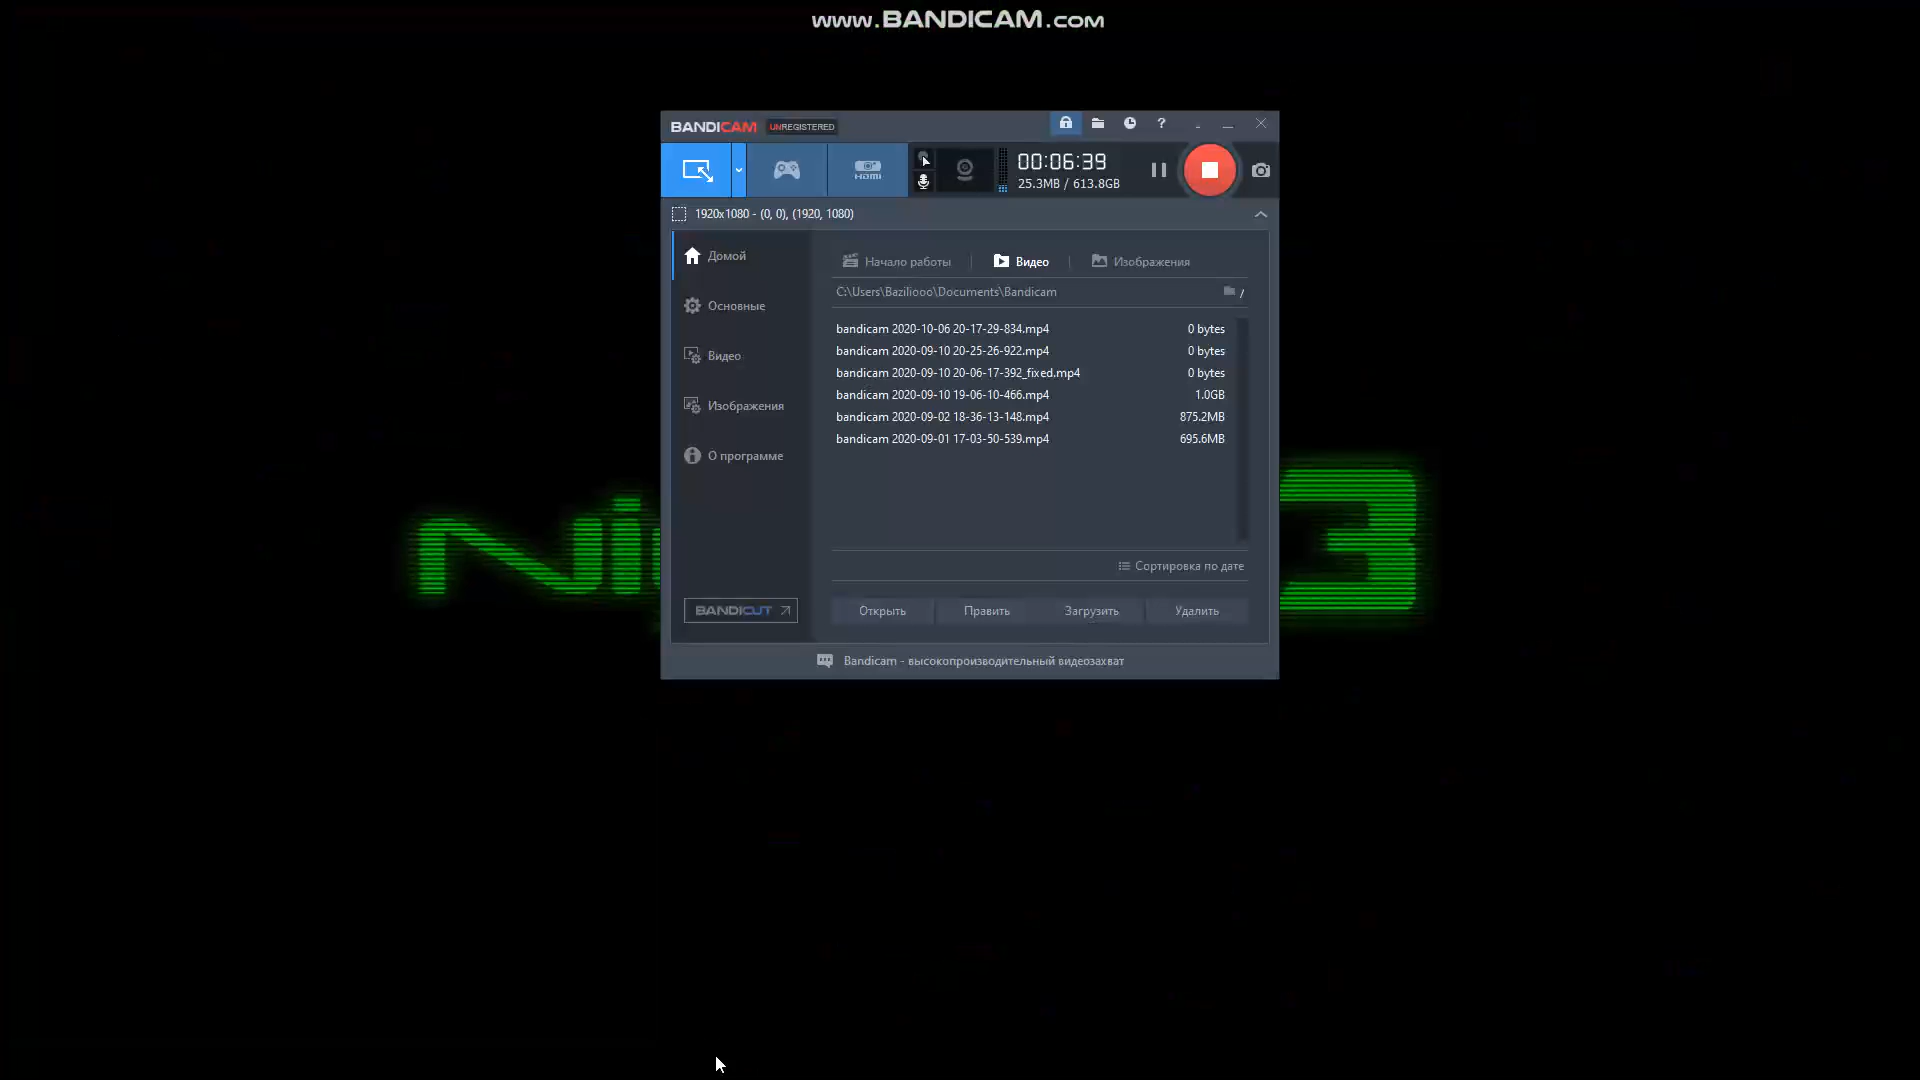 www.BANDICAM.COM
BANDICAM UNREGISTERED
?
HDMI
00:06:39
25.3MB / 613.8GB
1920x1080 - (0, 0), (1920, 1080)
Домой
Основные
Видео
Изображения
О программе
BANDICUT
Начало работы
Видео
Изображения
C:\Users\Baziliooo\Documents\Bandicam
/
bandicam 2020-10-06 20-17-29-834.mp4 0 bytes
bandicam 2020-09-10 20-25-26-922.mp4 0 bytes
bandicam 2020-09-10 20-06-17-392_fixed.mp4 0 bytes
bandicam 2020-09-10 19-06-10-466.mp4 1.0GB
bandicam 2020-09-02 18-36-13-148.mp4 875.2MB
bandicam 2020-09-01 17-03-50-539.mp4 695.6MB
Сортировка по дате
Открыть
Править
Загрузить
Удалить
Bandicam - высокопроизводительный видеозахват
3